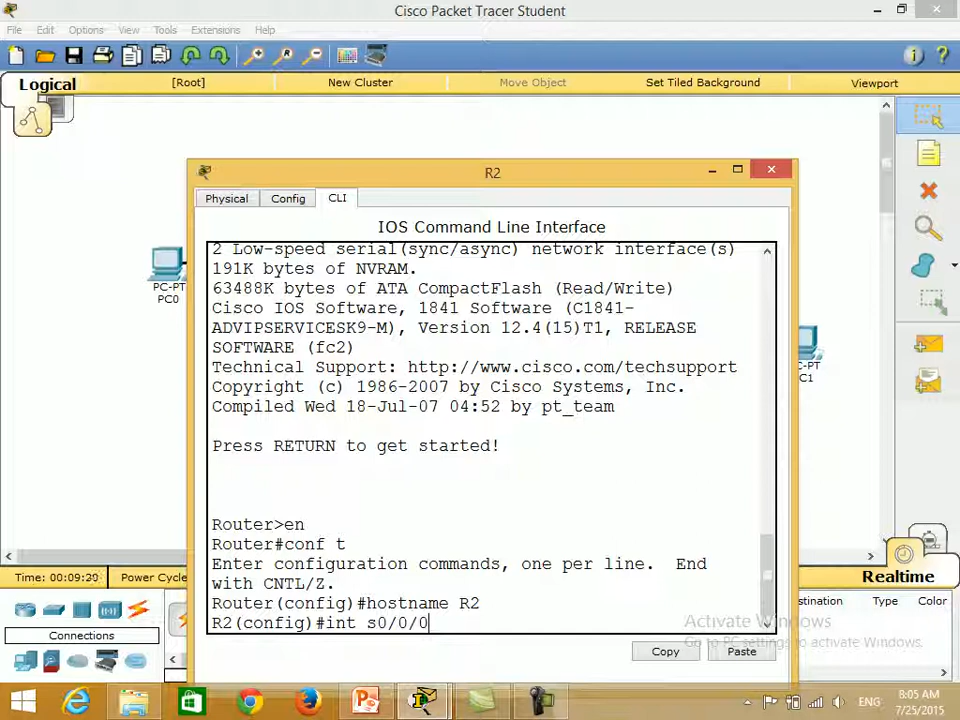 Cisco Packet Tracer Student
File Edit Options View Tools Extensions Help
Logical [Root] New Cluster Move Object Set Tiled Background Viewport
R2
Physical Config CLI
IOS Command Line Interface
2 Low-speed serial(sync/async) network interface(s)
191K bytes of NVRAM.
63488K bytes of ATA CompactFlash (Read/Write)
Cisco IOS Software, 1841 Software (C1841-
ADVIPSERVICESK9-M), Version 12.4(15)T1, RELEASE
SOFTWARE (fc2)
Technical Support: http://www.cisco.com/techsupport
Copyright (c) 1986-2007 by Cisco Systems, Inc.
Compiled Wed 18-Jul-07 04:52 by pt_team
Press RETURN to get started!
Router>en
Router#conf t
Enter configuration commands, one per line.  End
with CNTL/Z.
Router(config)#hostname R2
R2(config)#int s0/0/0
PC-PT
PC0
C-PT
C1
Time: 00:09:20 Power Cycle
Realtime
Connections
Type Color
Activate Windows
Go to PC settings to activate Windows.
Copy Paste
ENG
8:05 AM
7/25/2015